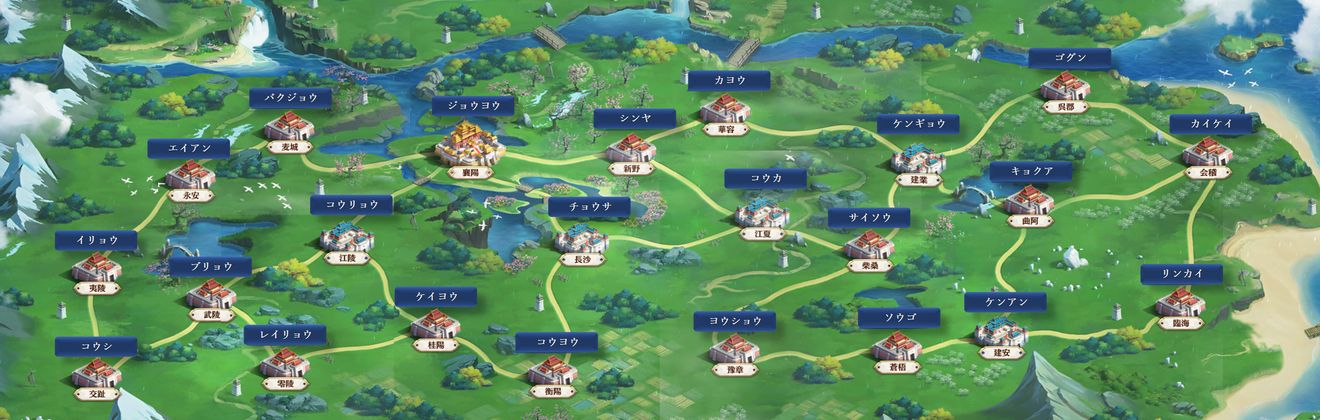 ゴグン
呉郡
カヨウ
華容
バクジョウ
麦城
ジョウヨウ
襄陽
シンヤ
新野
ケンギョウ
建業
カイケイ
会稽
エイアン
永安
コウカ
江夏
キョクア
曲阿
コウリョウ
江陵
チョウサ
長沙
サイソウ
柴桑
イリョウ
夷陵
ブリョウ
武陵
リンカイ
臨海
ケイヨウ
桂陽
ケンアン
建安
ヨウショウ
豫章
ソウゴ
蒼梧
レイリョウ
零陵
コウシ
交趾
コウヨウ
衡陽